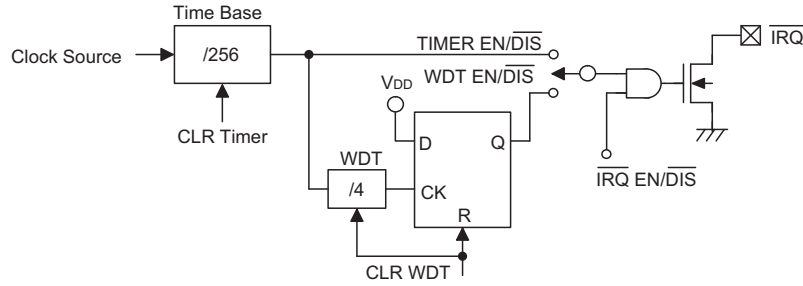 Time Base
Clock Source
/256
CLR Timer
TIMER EN/DIS
WDT EN/DIS
IRQ
VDD
D
Q
CK
R
WDT
/4
CLR WDT
IRQ EN/DIS